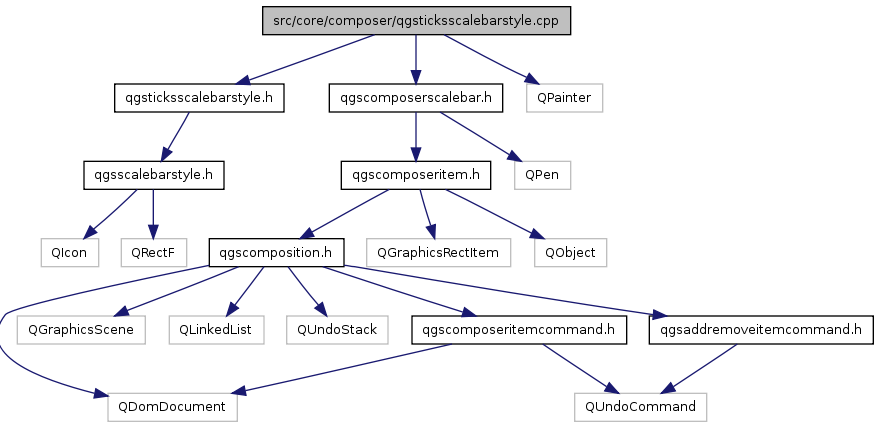 src/core/composer/qgsticksscalebarstyle.cpp
qgsticksscalebarstyle.h
qgscomposerscalebar.h
QPainter
qgsscalebarstyle.h
qgscomposeritem.h
QPen
QIcon
QRectF
qgscomposition.h
QGraphicsRectItem
QObject
QGraphicsScene
QLinkedList
QUndoStack
qgscomposeritemcommand.h
qgsaddremoveitemcommand.h
QDomDocument
QUndoCommand